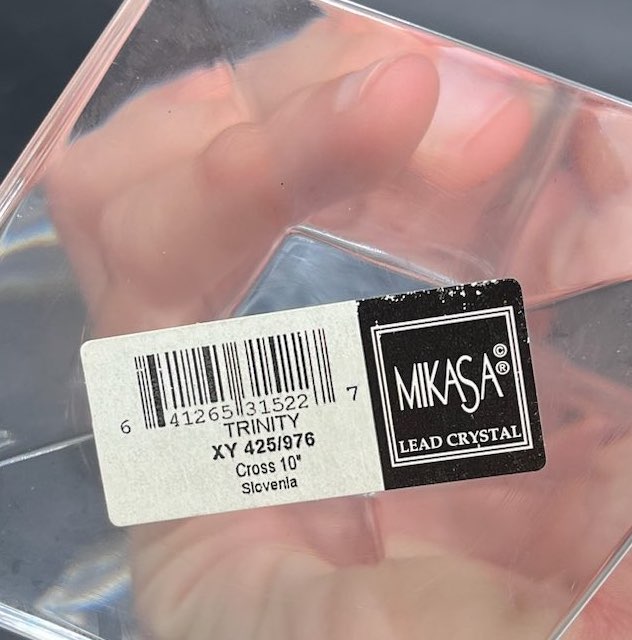 6 41265 31522 7
TRINITY
XY 425/976
Cross 10"
Slovenia
MIKASA©®
LEAD CRYSTAL